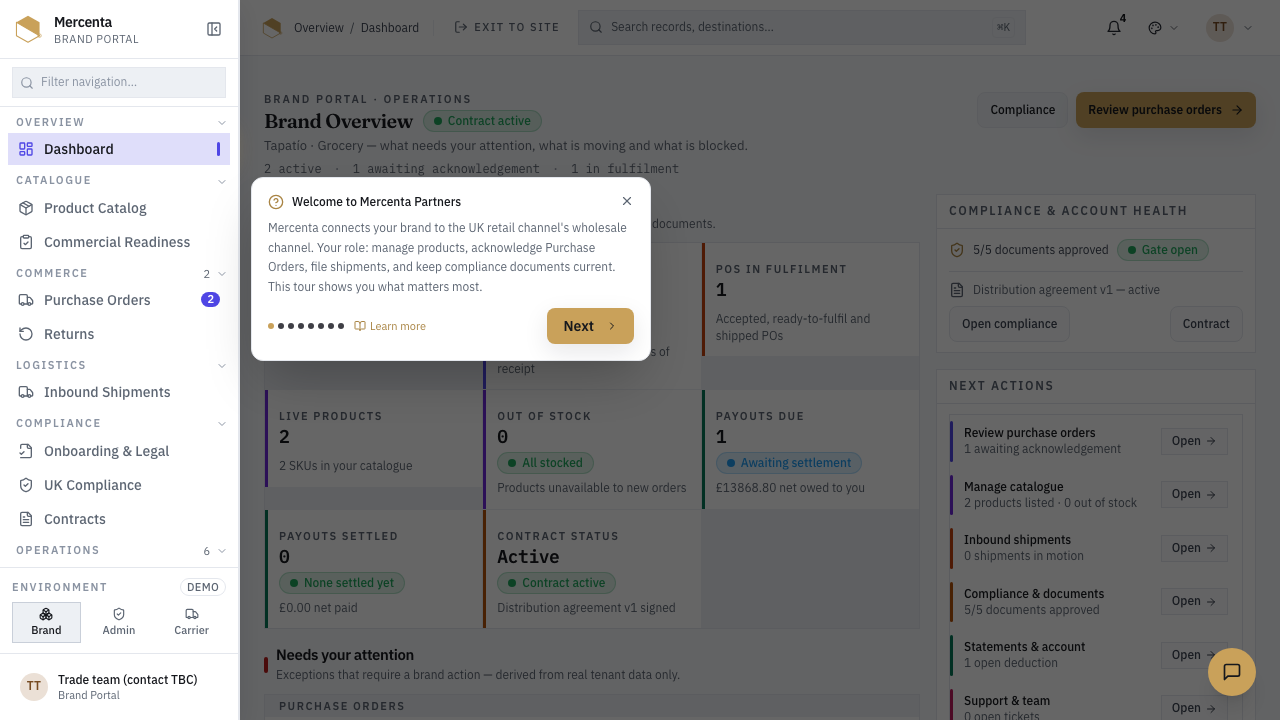 Mercenta
BRAND PORTAL
Filter navigation...
OVERVIEW
Dashboard
CATALOGUE
Product Catalog
Commercial Readiness
COMMERCE 2
Purchase Orders 2
Returns
LOGISTICS
Inbound Shipments
COMPLIANCE
Onboarding & Legal
UK Compliance
Contracts
OPERATIONS 6
ENVIRONMENT DEMO
Brand Admin Carrier
TT Trade team (contact TBC)
Brand Portal
Overview / Dashboard EXIT TO SITE Search records, destinations... ⌘K 4 TT
BRAND PORTAL · OPERATIONS
Brand Overview Contract active
Tapatío · Grocery — what needs your attention, what is moving and what is blocked.
2 active · 1 awaiting acknowledgement · 1 in fulfilment
Compliance Review purchase orders →
Welcome to Mercenta Partners
Mercenta connects your brand to the UK retail channel's wholesale
channel. Your role: manage products, acknowledge Purchase
Orders, file shipments, and keep compliance documents current.
This tour shows you what matters most.
Learn more Next
documents.
s of
receipt
POS IN FULFILMENT
1
Accepted, ready-to-fulfil and
shipped POs
LIVE PRODUCTS
2
2 SKUs in your catalogue
OUT OF STOCK
0
All stocked
Products unavailable to new orders
PAYOUTS DUE
1
Awaiting settlement
£13868.80 net owed to you
PAYOUTS SETTLED
0
None settled yet
£0.00 net paid
CONTRACT STATUS
Active
Contract active
Distribution agreement v1 signed
Needs your attention
Exceptions that require a brand action — derived from real tenant data only.
PURCHASE ORDERS
COMPLIANCE & ACCOUNT HEALTH
5/5 documents approved Gate open
Distribution agreement v1 — active
Open compliance Contract
NEXT ACTIONS
Review purchase orders
1 awaiting acknowledgement
Open →
Manage catalogue
2 products listed · 0 out of stock
Open →
Inbound shipments
0 shipments in motion
Open →
Compliance & documents
5/5 documents approved
Open →
Statements & account
1 open deduction
Open →
Support & team
0 open tickets
Open →